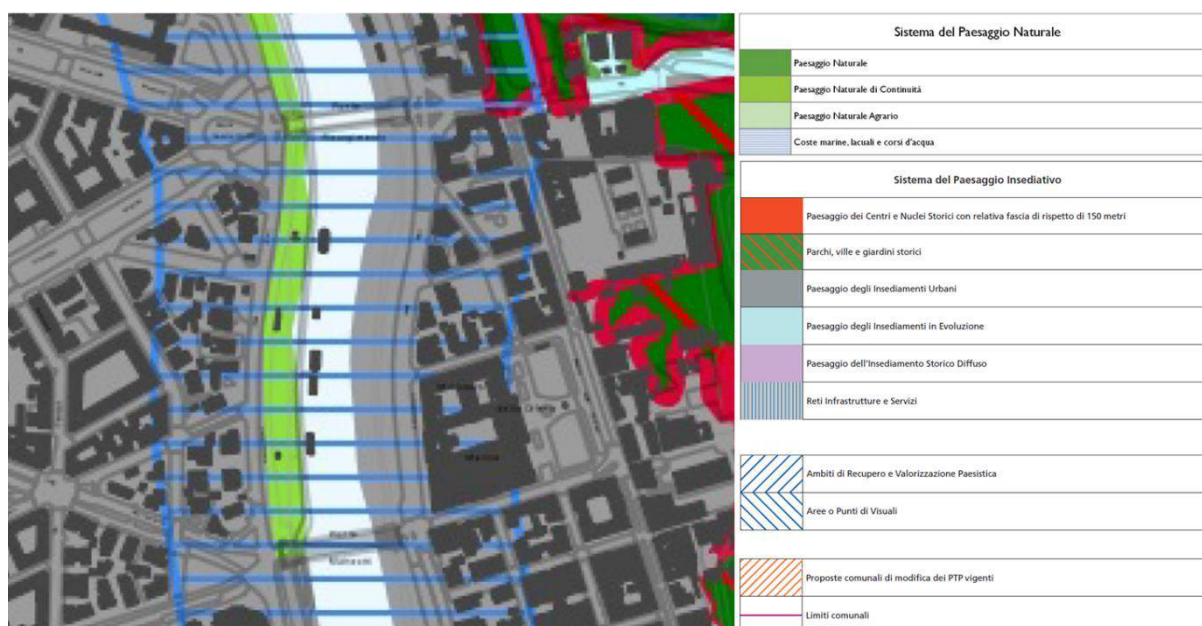 Sistema del Paesaggio Naturale
Paesaggio Naturale
Paesaggio Naturale di Continuità
Paesaggio Naturale Agrario
Coste marine, lacuali e corsi d'acqua
Sistema del Paesaggio Insediativo
Paesaggio dei Centri e Nuclei Storici con relativa fascia di rispetto di 150 metri
Parchi, ville e giardini storici
Paesaggio degli Insediamenti Urbani
Paesaggio degli Insediamenti in Evoluzione
Paesaggio dell'Insediamento Storico Diffuso
Reti Infrastrutture e Servizi
Ambiti di Recupero e Valorizzazione Paesistica
Aree o Punti di Visuali
Proposte comunali di modifica dei PTP vigenti
Limiti comunali